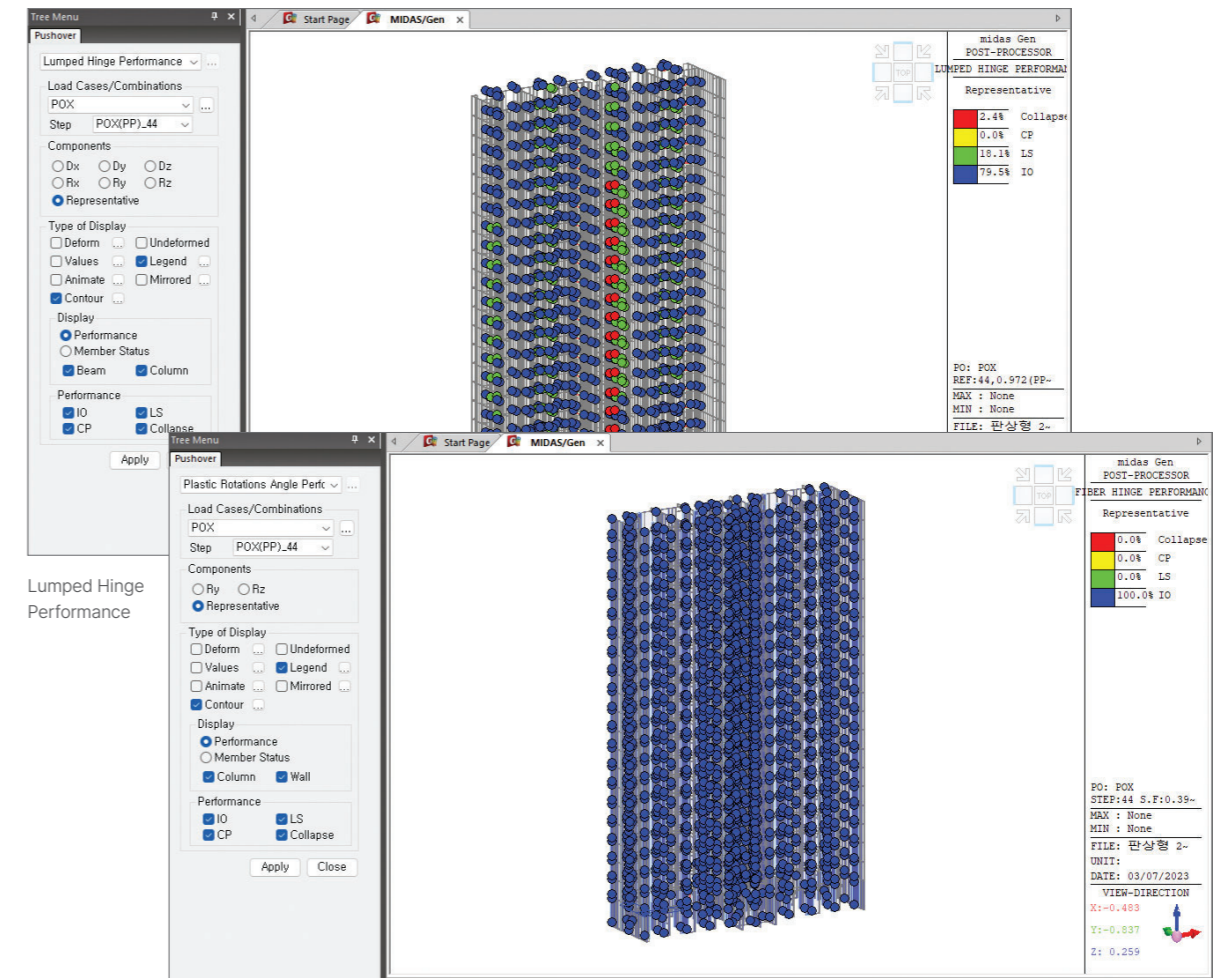 Tree Menu
Pushover
Lumped Hinge Performance
Load Cases/Combinations
POX
Step POX(PP)_44
Components
Dx Dy Dz
Rx Ry Rz
Representative
Type of Display
Deform ... Undeformed
Values ... Legend ...
Animate ... Mirrored ...
Contour ...
Display
Performance
Member Status
Beam Column
Performance
IO LS
CP Collapse
Apply
Start Page MIDAS/Gen
TOP
midas Gen
POST-PROCESSOR
LUMPED HINGE PERFORMA
Representative
2.4% Collapse
0.0% CP
18.1% LS
79.5% IO
PO: POX
REF:44,0.972(PP~
MAX : None
MIN : None
FILE: 판상형 2~
Lumped Hinge
Performance
Tree Menu
Pushover
Plastic Rotations Angle Perfc
Load Cases/Combinations
POX
Step POX(PP)_44
Components
Ry Rz
Representative
Type of Display
Deform ... Undeformed
Values ... Legend ...
Animate ... Mirrored ...
Contour ...
Display
Performance
Member Status
Column Wall
Performance
IO LS
CP Collapse
Apply Close
Start Page MIDAS/Gen
TOP
midas Gen
POST-PROCESSOR
FIBER HINGE PERFORMANC
Representative
0.0% Collapse
0.0% CP
0.0% LS
100.0% IO
PO: POX
STEP:44 S.F:0.39~
MAX : None
MIN : None
FILE: 판상형 2~
UNIT:
DATE: 03/07/2023
VIEW-DIRECTION
X:-0.483
Y:-0.837
Z: 0.259